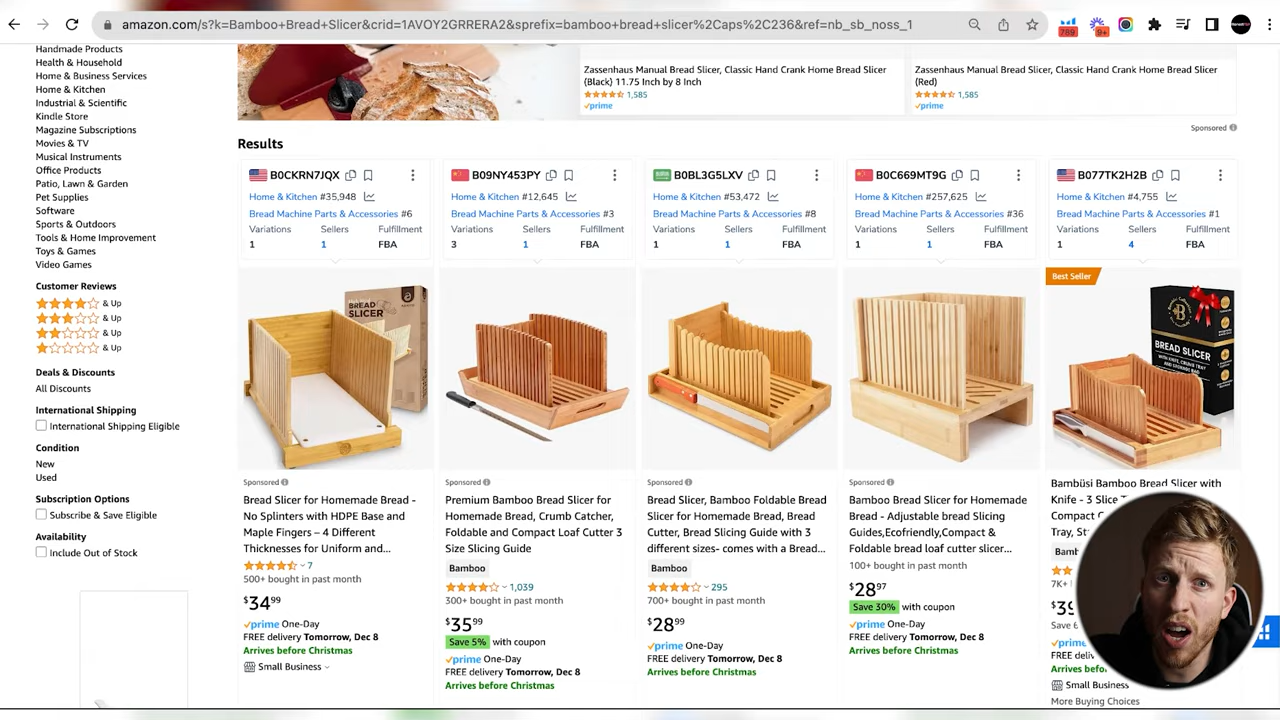 amazon.com/s?k=Bamboo+Bread+Slicer&crid=1AVOY2GRRERA2&sprefix=bamboo+bread+slicer%2Caps%2C236&ref=nb_sb_noss_1
789
9+
Handmade Products
Health & Household
Home & Business Services
Home & Kitchen
Industrial & Scientific
Kindle Store
Magazine Subscriptions
Movies & TV
Musical Instruments
Office Products
Patio, Lawn & Garden
Pet Supplies
Software
Sports & Outdoors
Tools & Home Improvement
Toys & Games
Video Games
Customer Reviews
& Up
& Up
& Up
& Up
Deals & Discounts
All Discounts
International Shipping
International Shipping Eligible
Condition
New
Used
Subscription Options
Subscribe & Save Eligible
Availability
Include Out of Stock
Zassenhaus Manual Bread Slicer, Classic Hand Crank Home Bread Slicer
(Black) 11.75 Inch by 8 Inch
1,585
prime
Zassenhaus Manual Bread Slicer, Classic Hand Crank Home Bread Slicer
(Red)
1,585
prime
Sponsored
Results
B0CKRN7JQX
Home & Kitchen #35,948
Bread Machine Parts & Accessories #6
Variations Sellers Fulfillment
1 1 FBA
BREAD
SLICER
Sponsored
Bread Slicer for Homemade Bread -
No Splinters with HDPE Base and
Maple Fingers – 4 Different
Thicknesses for Uniform and...
7
500+ bought in past month
$3499
prime One-Day
FREE delivery Tomorrow, Dec 8
Arrives before Christmas
Small Business
B09NY453PY
Home & Kitchen #12,645
Bread Machine Parts & Accessories #3
Variations Sellers Fulfillment
3 1 FBA
Sponsored
Premium Bamboo Bread Slicer for
Homemade Bread, Crumb Catcher,
Foldable and Compact Loaf Cutter 3
Size Slicing Guide
Bamboo
1,039
300+ bought in past month
$3599
Save 5% with coupon
prime One-Day
FREE delivery Tomorrow, Dec 8
Arrives before Christmas
B0BL3G5LXV
Home & Kitchen #53,472
Bread Machine Parts & Accessories #8
Variations Sellers Fulfillment
1 1 FBA
Sponsored
Bread Slicer, Bamboo Foldable Bread
Slicer for Homemade Bread, Bread
Cutter, Bread Slicing Guide with 3
different sizes- comes with a Bread...
Bamboo
295
700+ bought in past month
$2899
prime One-Day
FREE delivery Tomorrow, Dec 8
Arrives before Christmas
B0C669MT9G
Home & Kitchen #257,625
Bread Machine Parts & Accessories #36
Variations Sellers Fulfillment
1 1 FBA
Sponsored
Bamboo Bread Slicer for Homemade
Bread - Adjustable bread Slicing
Guides,Ecofriendly,Compact &
Foldable bread loaf cutter slicer...
100+ bought in past month
$2897
Save 30% with coupon
prime One-Day
FREE delivery Tomorrow, Dec 8
Arrives before Christmas
B077TK2H2B
Home & Kitchen #4,755
Bread Machine Parts & Accessories #1
Variations Sellers Fulfillment
1 4 FBA
Best Seller
BREAD SLICER
Bambüsi Bamboo Bread Slicer with
Knife - 3 Slice
Compact
Tray,
7K+
Save
prime
FREE
Small Business
More Buying Choices